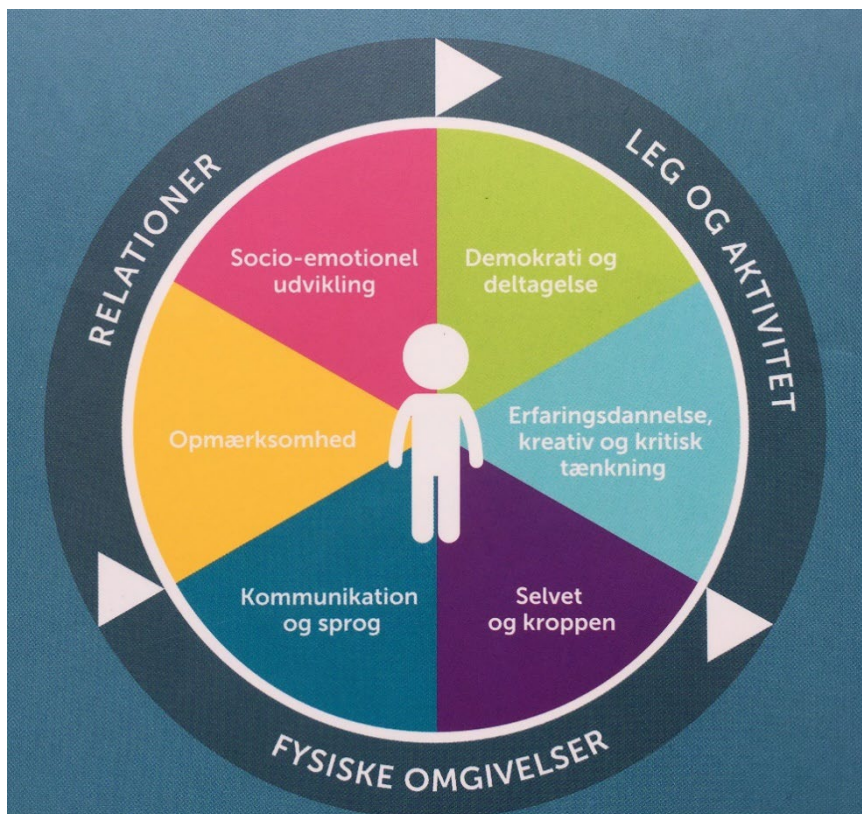 RELATIONER
LEG OG AKTIVITET
Socio-emotionel
udvikling
Demokrati og
deltagelse
Opmærksomhed
Erfaringsdannelse,
kreativ og kritisk
tænkning
Kommunikation
og sprog
Selvet
og kroppen
FYSISKE OMGIVELSER